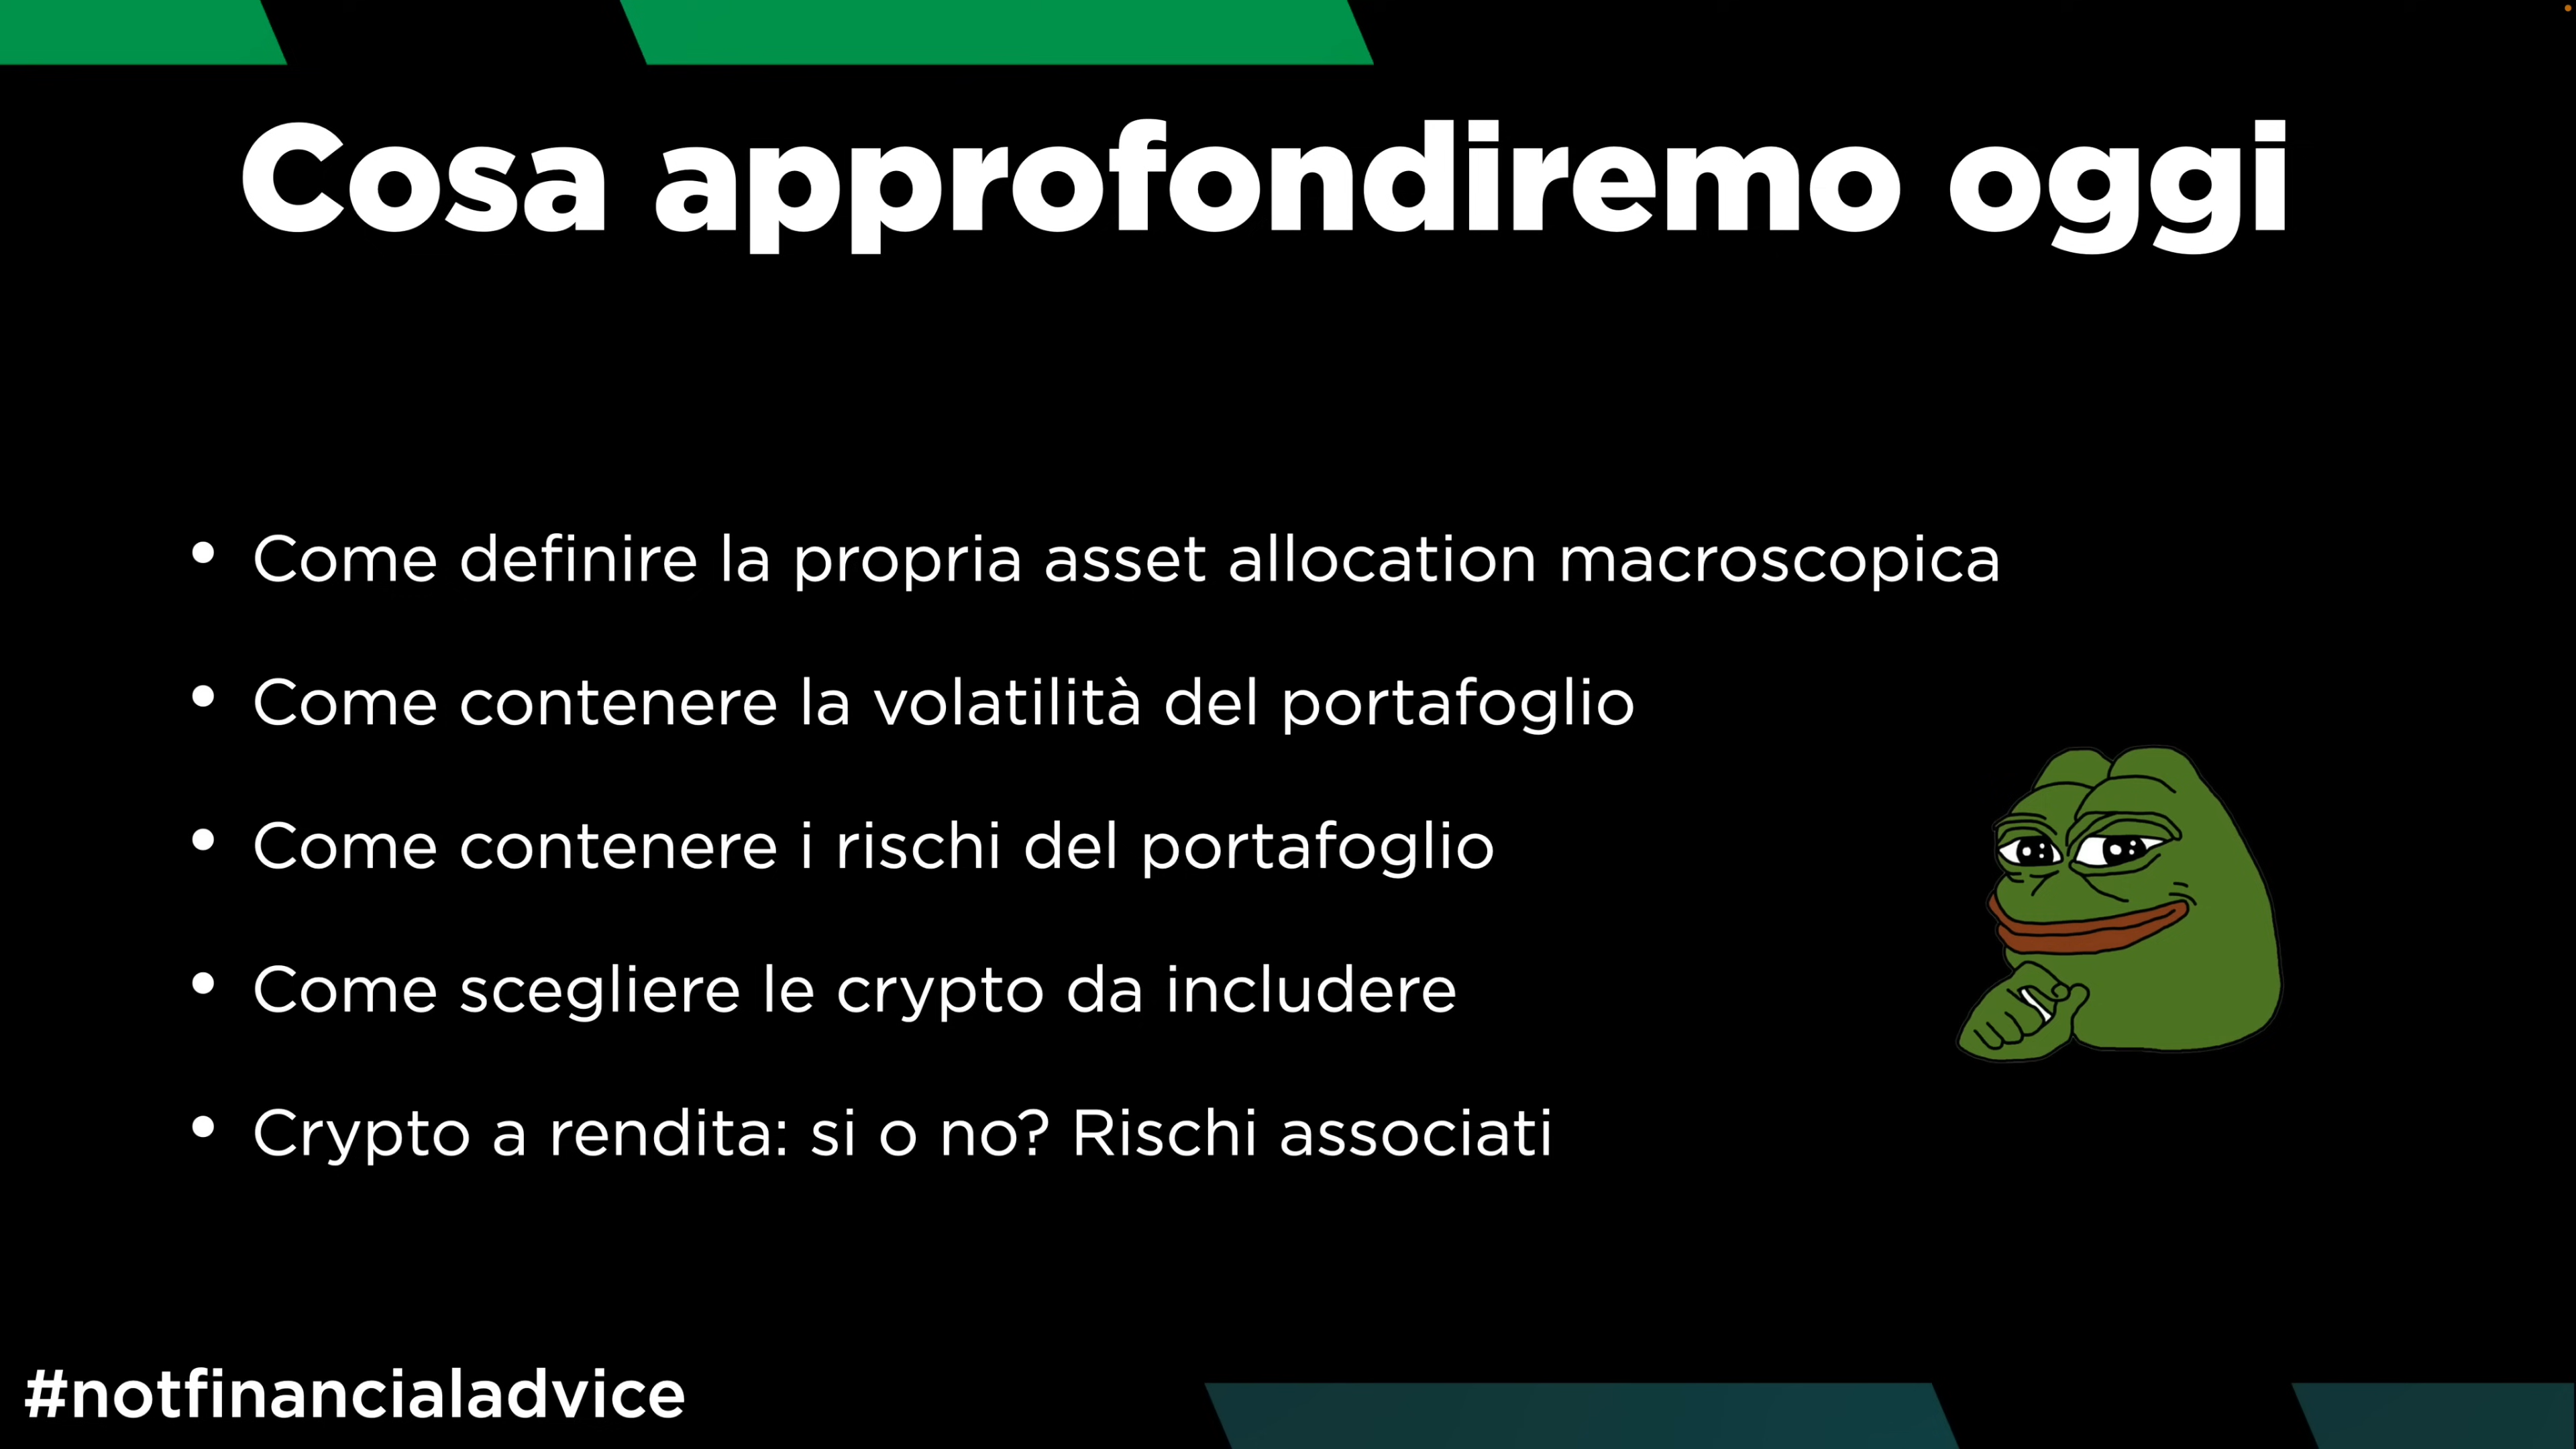 Cosa approfondiremo oggi
• Come definire la propria asset allocation macroscopica
• Come contenere la volatilità del portafoglio
• Come contenere i rischi del portafoglio
• Come scegliere le crypto da includere
• Crypto a rendita: si o no? Rischi associati
#notfinancialadvice